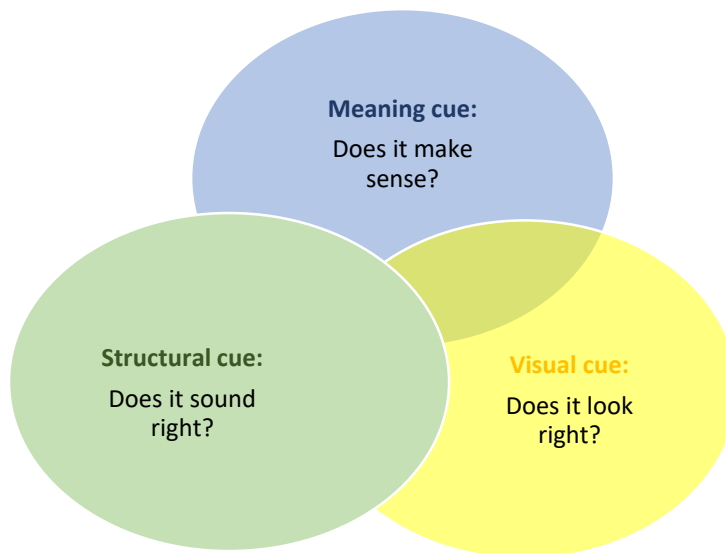 Meaning cue:
Does it make
sense?
Structural cue:
Does it sound
right?
Visual cue:
Does it look
right?